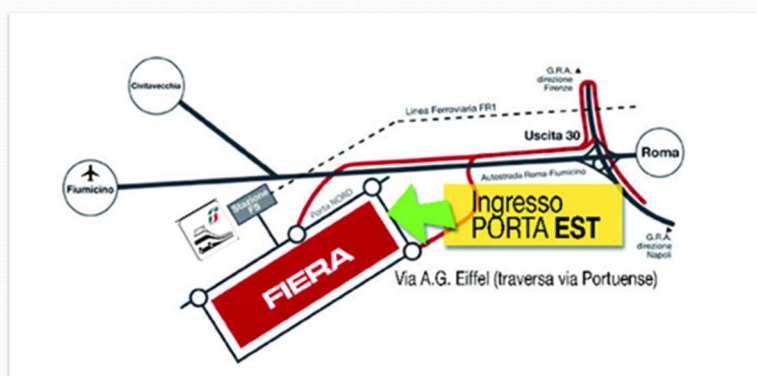 Civitavecchia
Fiumicino
Stazione
FS
Porta NORD
Linea Ferroviaria FR1
G.R.A.
direzione
Firenze
Uscita 30
Roma
Autostrada Roma-Fiumicino
Ingresso
PORTA EST
G.R.A.
direzione
Napoli
FIERA
Via A.G. Eiffel (traversa via Portuense)